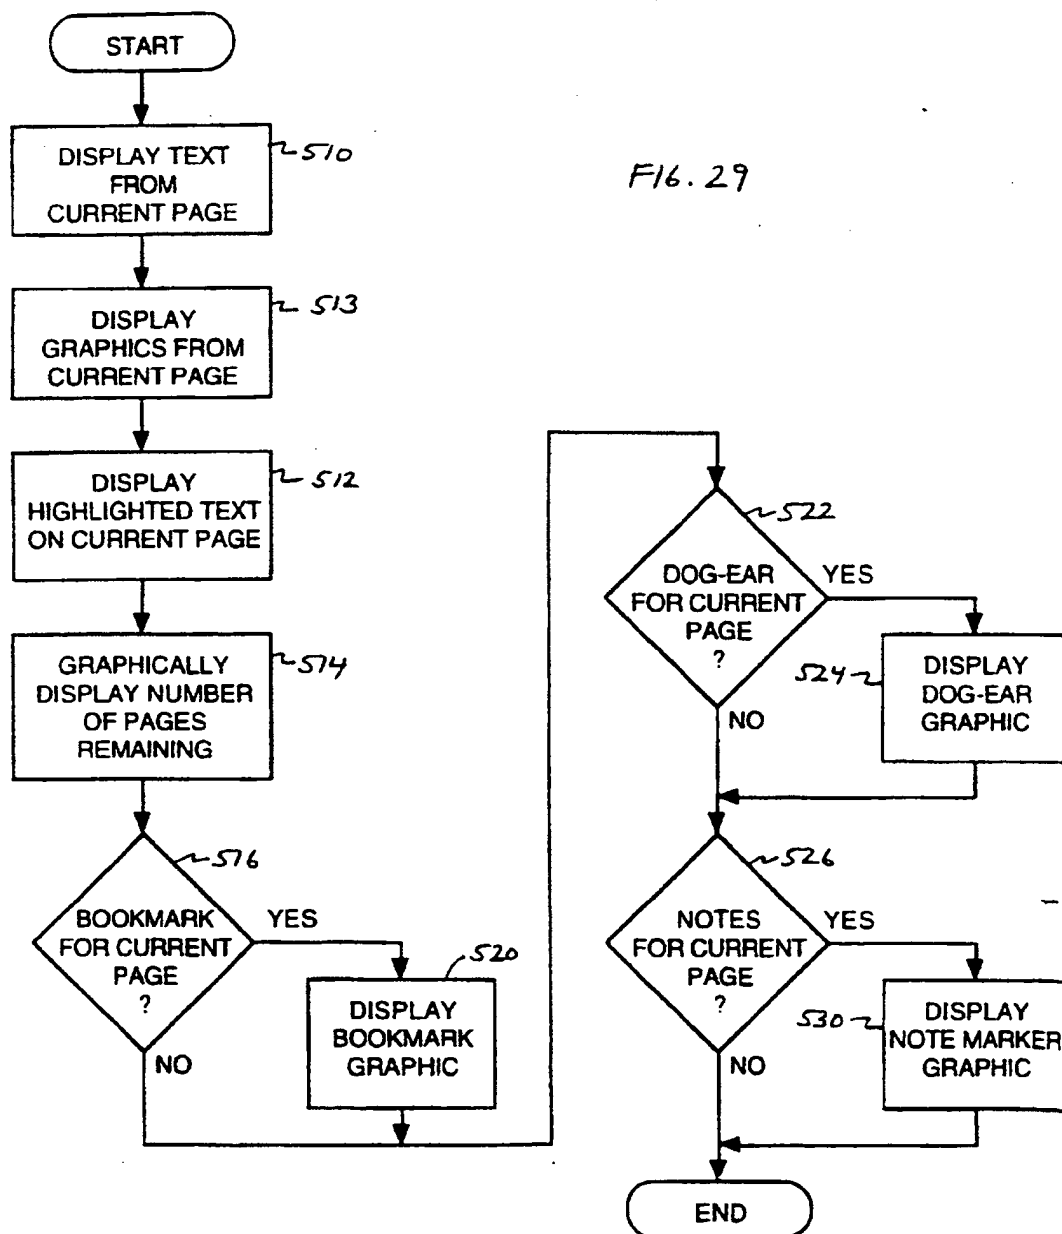 START
DISPLAY TEXT
FROM
CURRENT PAGE
510
FIG. 29
DISPLAY
GRAPHICS FROM
CURRENT PAGE
513
DISPLAY
HIGHLIGHTED TEXT
ON CURRENT PAGE
512
GRAPHICALLY
DISPLAY NUMBER
OF PAGES
REMAINING
514
BOOKMARK
FOR CURRENT
PAGE
?
516
YES
NO
DISPLAY
BOOKMARK
GRAPHIC
520
DOG-EAR
FOR CURRENT
PAGE
?
522
YES
NO
DISPLAY
DOG-EAR
GRAPHIC
524
NOTES
FOR CURRENT
PAGE
?
526
YES
NO
DISPLAY
NOTE MARKER
GRAPHIC
530
END